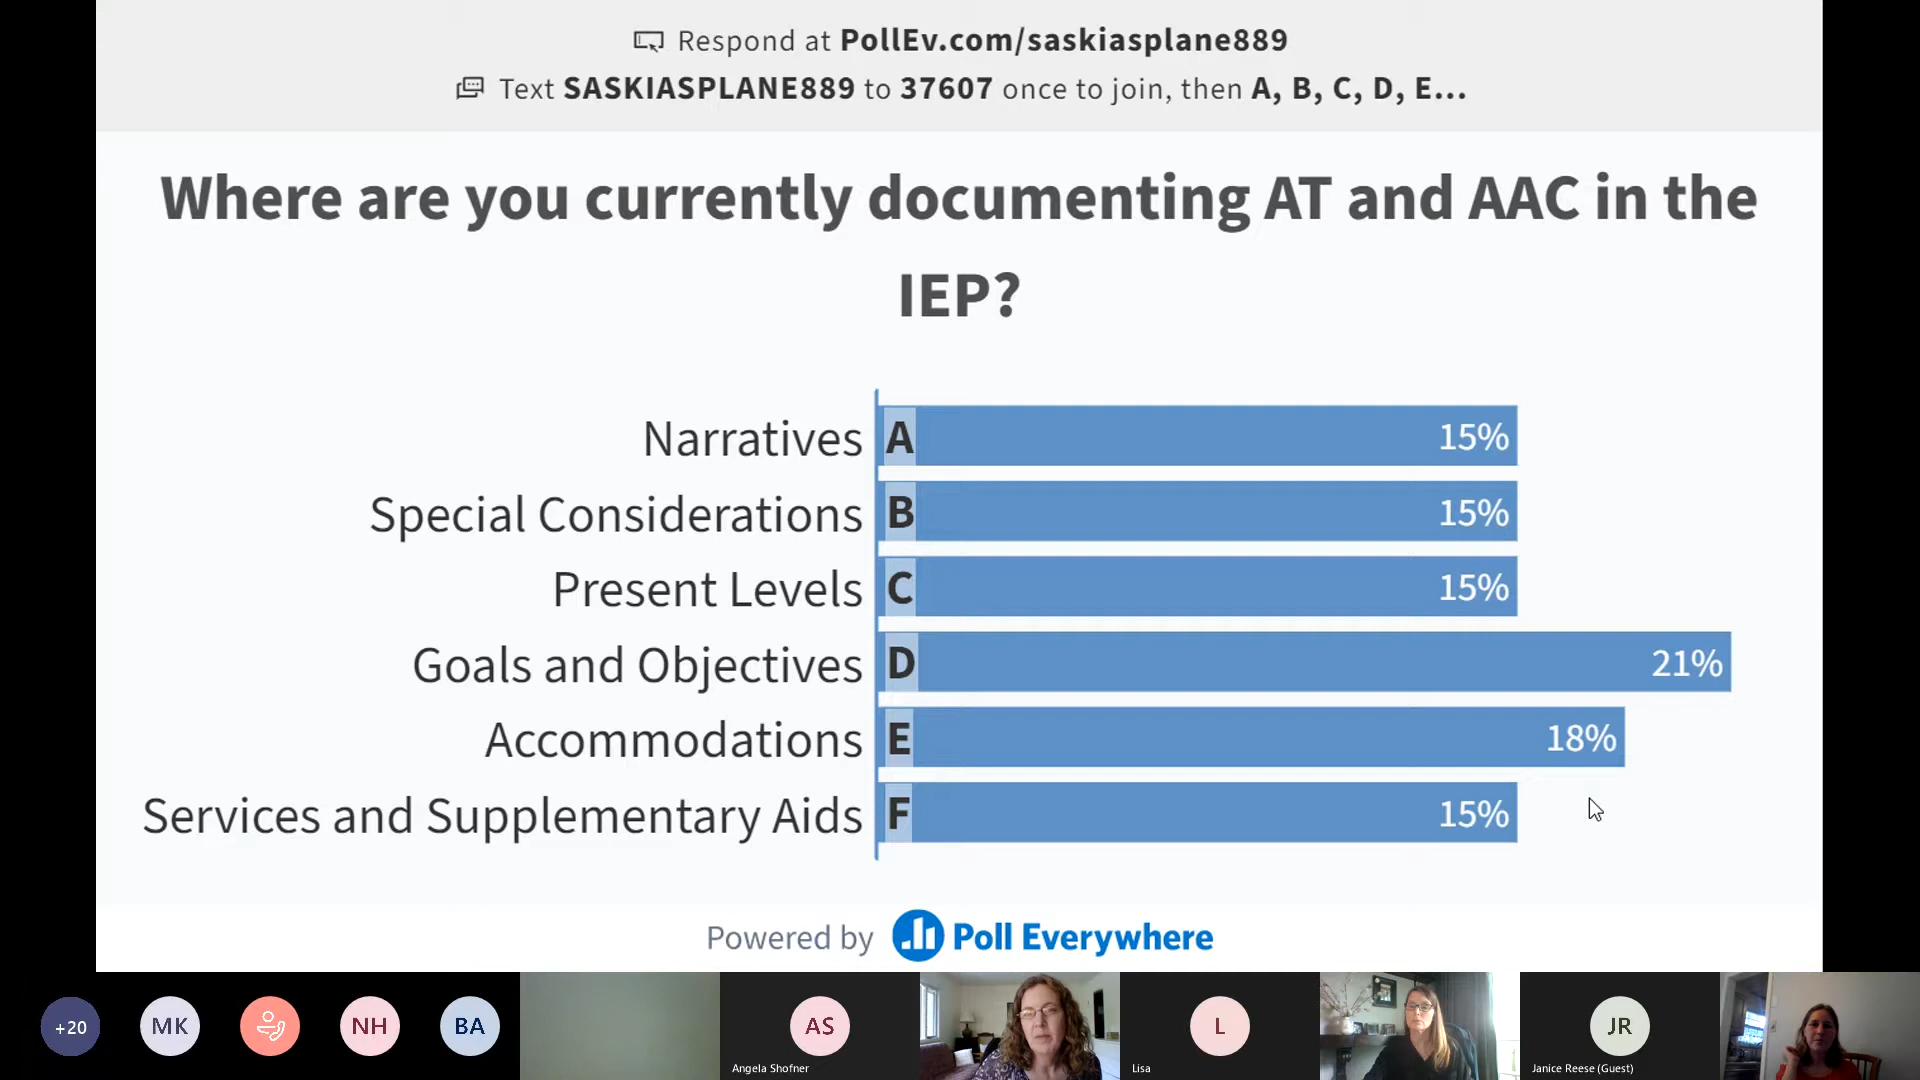 Respond at PollEv.com/saskiasplane889
Text SASKIASPLANE889 to 37607 once to join, then A, B, C, D, E...
Where are you currently documenting AT and AAC in the
IEP?
Narratives A 15%
Special Considerations B 15%
Present Levels C 15%
Goals and Objectives D 21%
Accommodations E 18%
Services and Supplementary Aids F 15%
Powered by Poll Everywhere
+20 MK NH BA AS L JR
Angela Shofner Lisa Janice Reese (Guest)